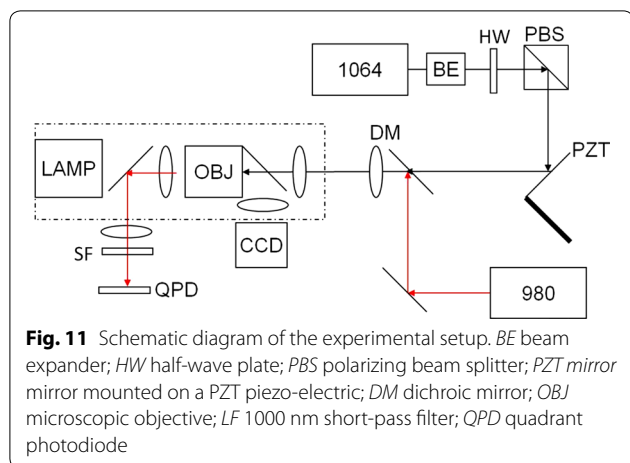 PBS
HW
1064
BE
DM
PZT
LAMP
OBJ
CCD
SF
QPD
980
Fig. 11 Schematic diagram of the experimental setup. BE beam
expander; HW half-wave plate; PBS polarizing beam splitter; PZT mirror
mirror mounted on a PZT piezo-electric; DM dichroic mirror; OBJ
microscopic objective; LF 1000 nm short-pass filter; QPD quadrant
photodiode